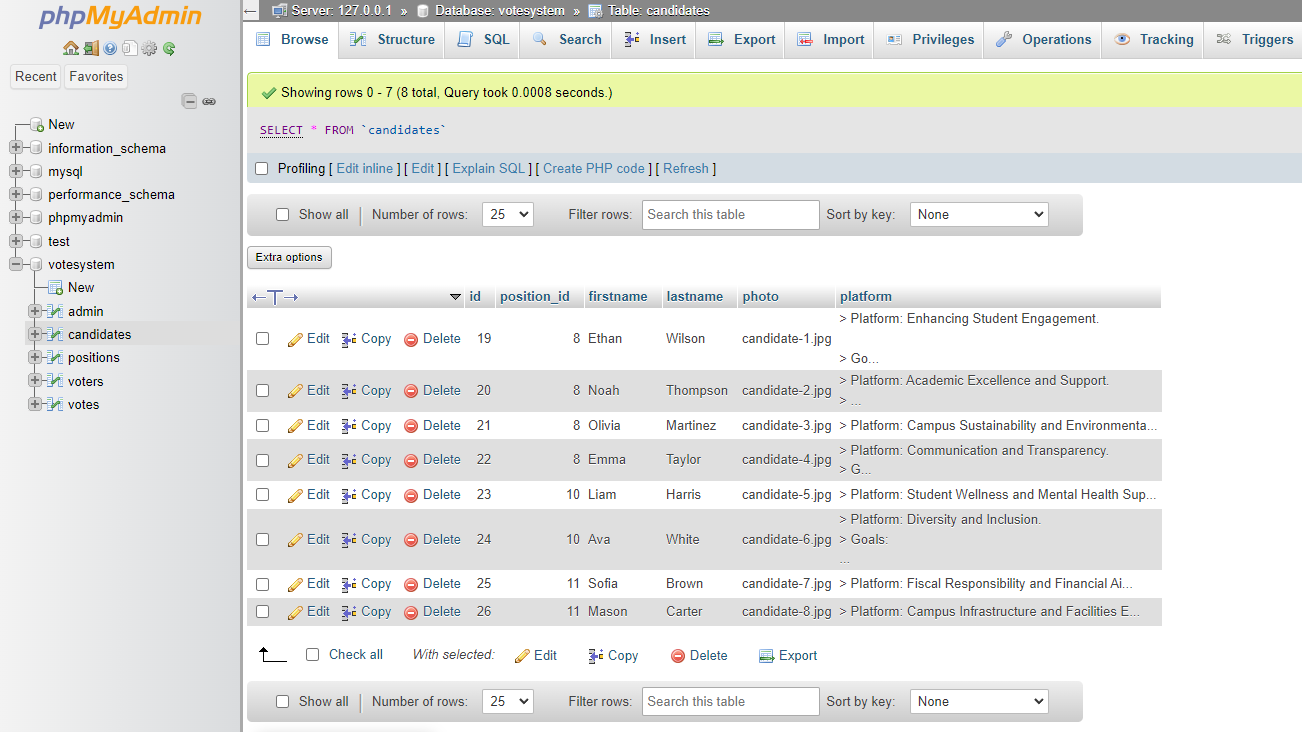 phpMyAdmin
Recent Favorites
New
information_schema
mysql
performance_schema
phpmyadmin
test
votesystem
New
admin
candidates
positions
voters
votes
Server: 127.0.0.1 » Database: votesystem » Table: candidates
Browse Structure SQL Search Insert Export Import Privileges Operations Tracking Triggers
Showing rows 0 - 7 (8 total, Query took 0.0008 seconds.)
SELECT * FROM `candidates`
Profiling [ Edit inline ] [ Edit ] [ Explain SQL ] [ Create PHP code ] [ Refresh ]
Show all Number of rows: 25 Filter rows: Search this table Sort by key: None
Extra options
id position_id firstname lastname photo platform
Edit Copy Delete 19 8 Ethan Wilson candidate-1.jpg > Platform: Enhancing Student Engagement.
> Go...
Edit Copy Delete 20 8 Noah Thompson candidate-2.jpg > Platform: Academic Excellence and Support.
> ...
Edit Copy Delete 21 8 Olivia Martinez candidate-3.jpg > Platform: Campus Sustainability and Environmenta...
Edit Copy Delete 22 8 Emma Taylor candidate-4.jpg > Platform: Communication and Transparency.
> G...
Edit Copy Delete 23 10 Liam Harris candidate-5.jpg > Platform: Student Wellness and Mental Health Sup...
Edit Copy Delete 24 10 Ava White candidate-6.jpg > Platform: Diversity and Inclusion.
> Goals:
...
Edit Copy Delete 25 11 Sofia Brown candidate-7.jpg > Platform: Fiscal Responsibility and Financial Ai...
Edit Copy Delete 26 11 Mason Carter candidate-8.jpg > Platform: Campus Infrastructure and Facilities E...
Check all With selected: Edit Copy Delete Export
Show all Number of rows: 25 Filter rows: Search this table Sort by key: None